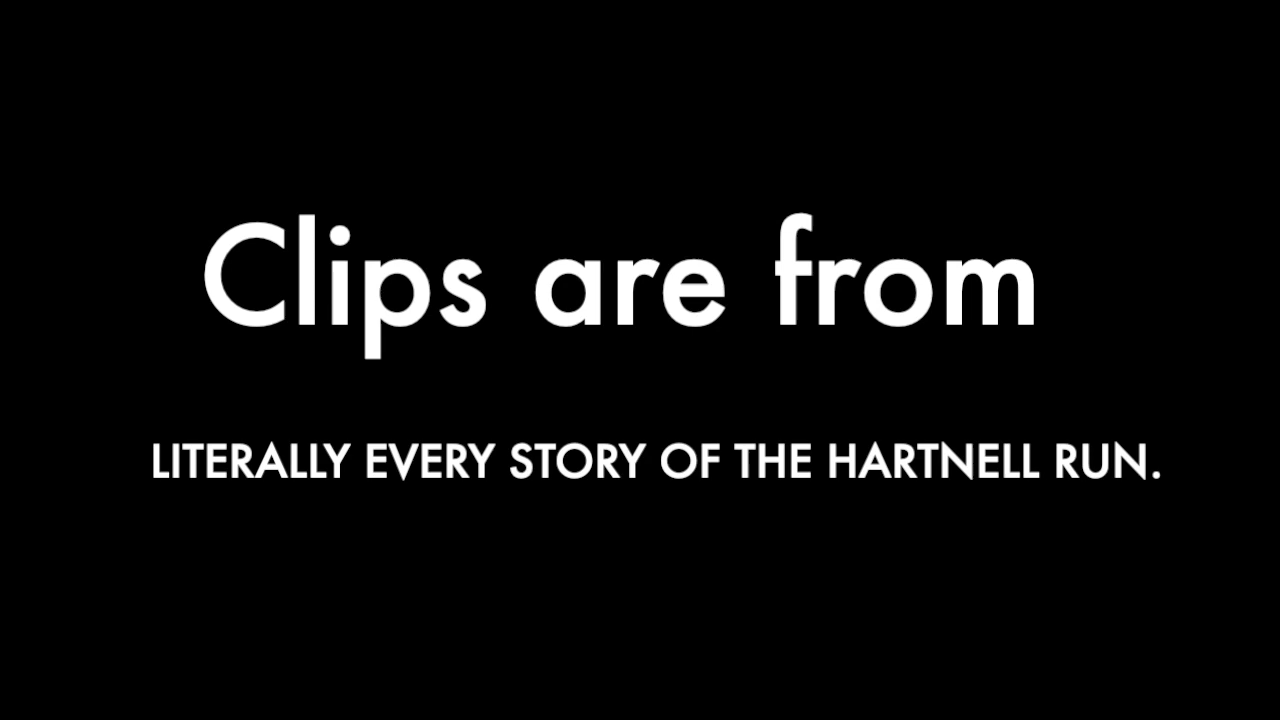 Clips are from
LITERALLY EVERY STORY OF THE HARTNELL RUN.